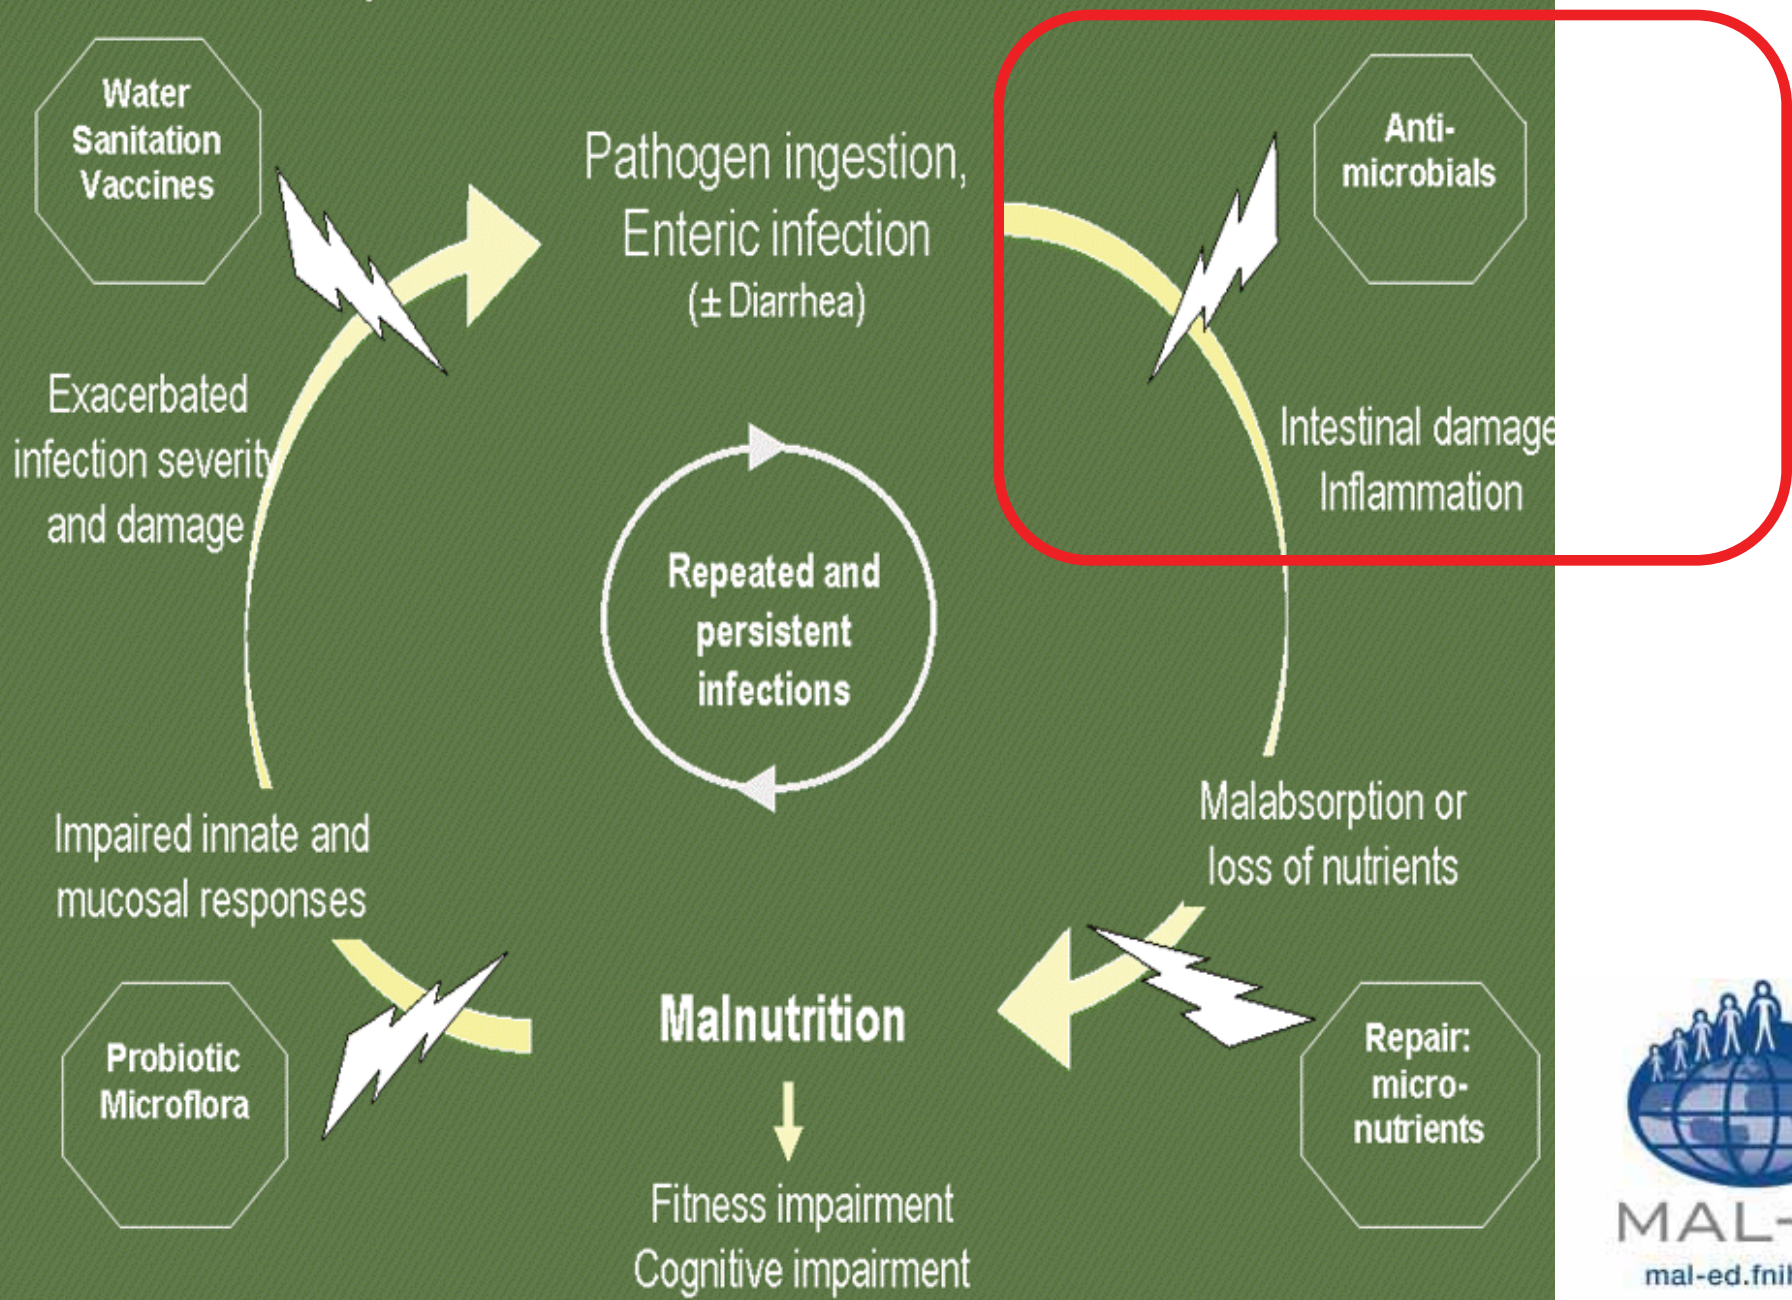 Water
Sanitation
Vaccines
Pathogen ingestion,
Enteric infection
(± Diarrhea)
Anti-
microbials
Exacerbated
infection severity
and damage
Intestinal damage
Inflammation
Repeated and
persistent
infections
Impaired innate and
mucosal responses
Malabsorption or
loss of nutrients
Probiotic
Microflora
Malnutrition
Repair:
micro-
nutrients
Fitness impairment
Cognitive impairment
MAL-
mal-ed.fnih